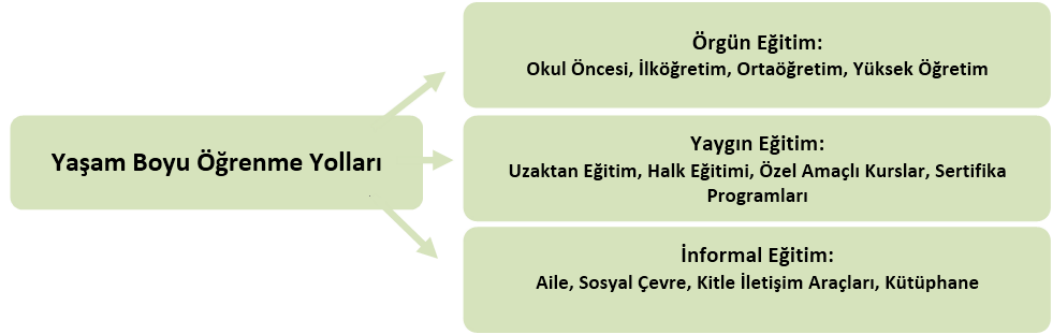 Yaşam Boyu Öğrenme Yolları
Örgün Eğitim:
Okul Öncesi, İlköğretim, Ortaöğretim, Yüksek Öğretim
Yaygın Eğitim:
Uzaktan Eğitim, Halk Eğitimi, Özel Amaçlı Kurslar, Sertifika
Programları
İnformal Eğitim:
Aile, Sosyal Çevre, Kitle İletişim Araçları, Kütüphane